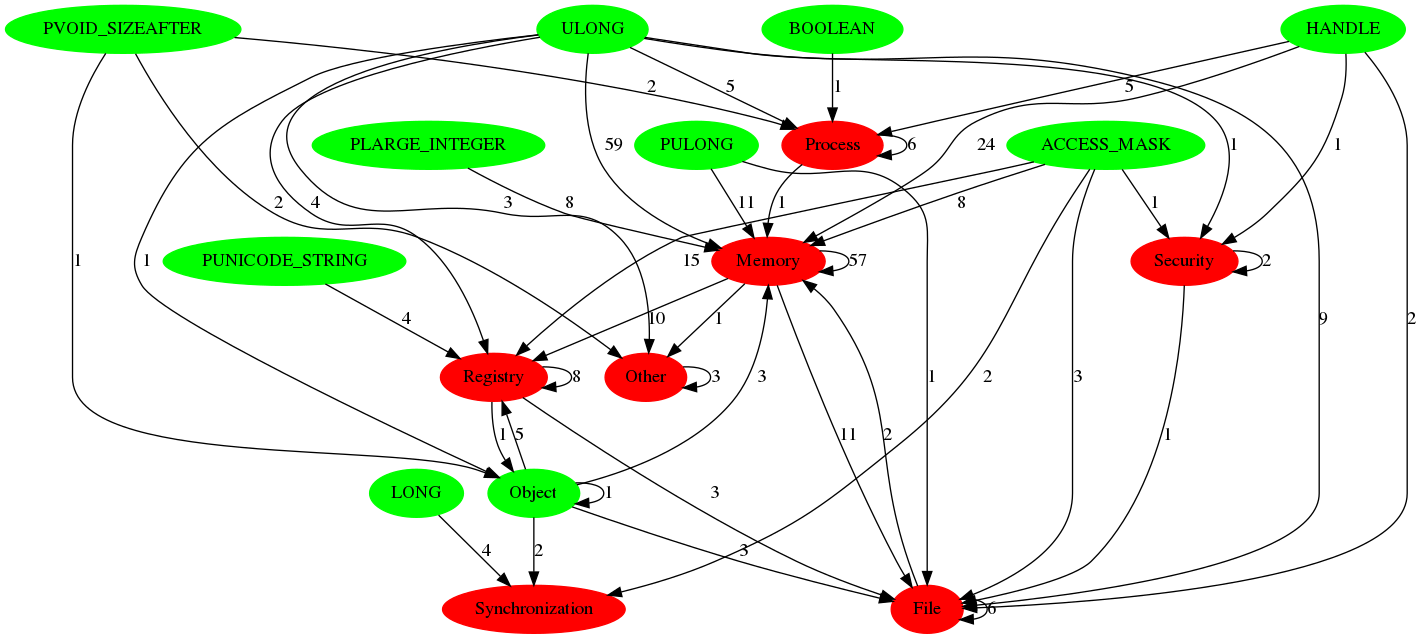 PVOID_SIZEAFTER
ULONG
BOOLEAN
HANDLE
2
5
1
5
PLARGE_INTEGER
PULONG
59
Process
6
24
ACCESS_MASK
1
1
2
4
3
8
11
1
8
1
1
1
PUNICODE_STRING
15
Memory
57
Security
2
4
10
1
9
2
Registry
8
Other
3
3
1
2
3
1
5
11
2
1
LONG
Object
1
3
4
2
3
Synchronization
File
6